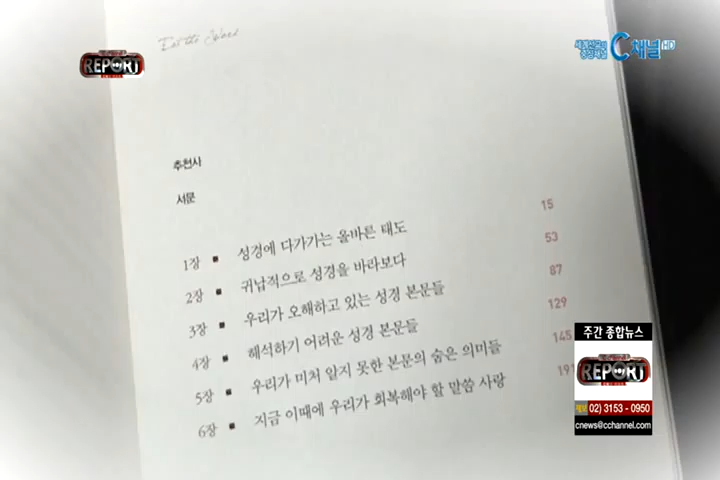 Eat the Word
REPORT
C채널 HD
추천사
서문
1장 ■ 성경에 다가가는 올바른 태도 15
2장 ■ 귀납적으로 성경을 바라보다 53
3장 ■ 우리가 오해하고 있는 성경 본문들 87
4장 ■ 해석하기 어려운 성경 본문들 129
5장 ■ 우리가 미처 알지 못한 본문의 숨은 의미들 145
6장 ■ 지금 이때에 우리가 회복해야 할 말씀 사랑 191
주간 종합뉴스
REPORT
제보 02) 3153 - 0950
cnews@cchannel.com